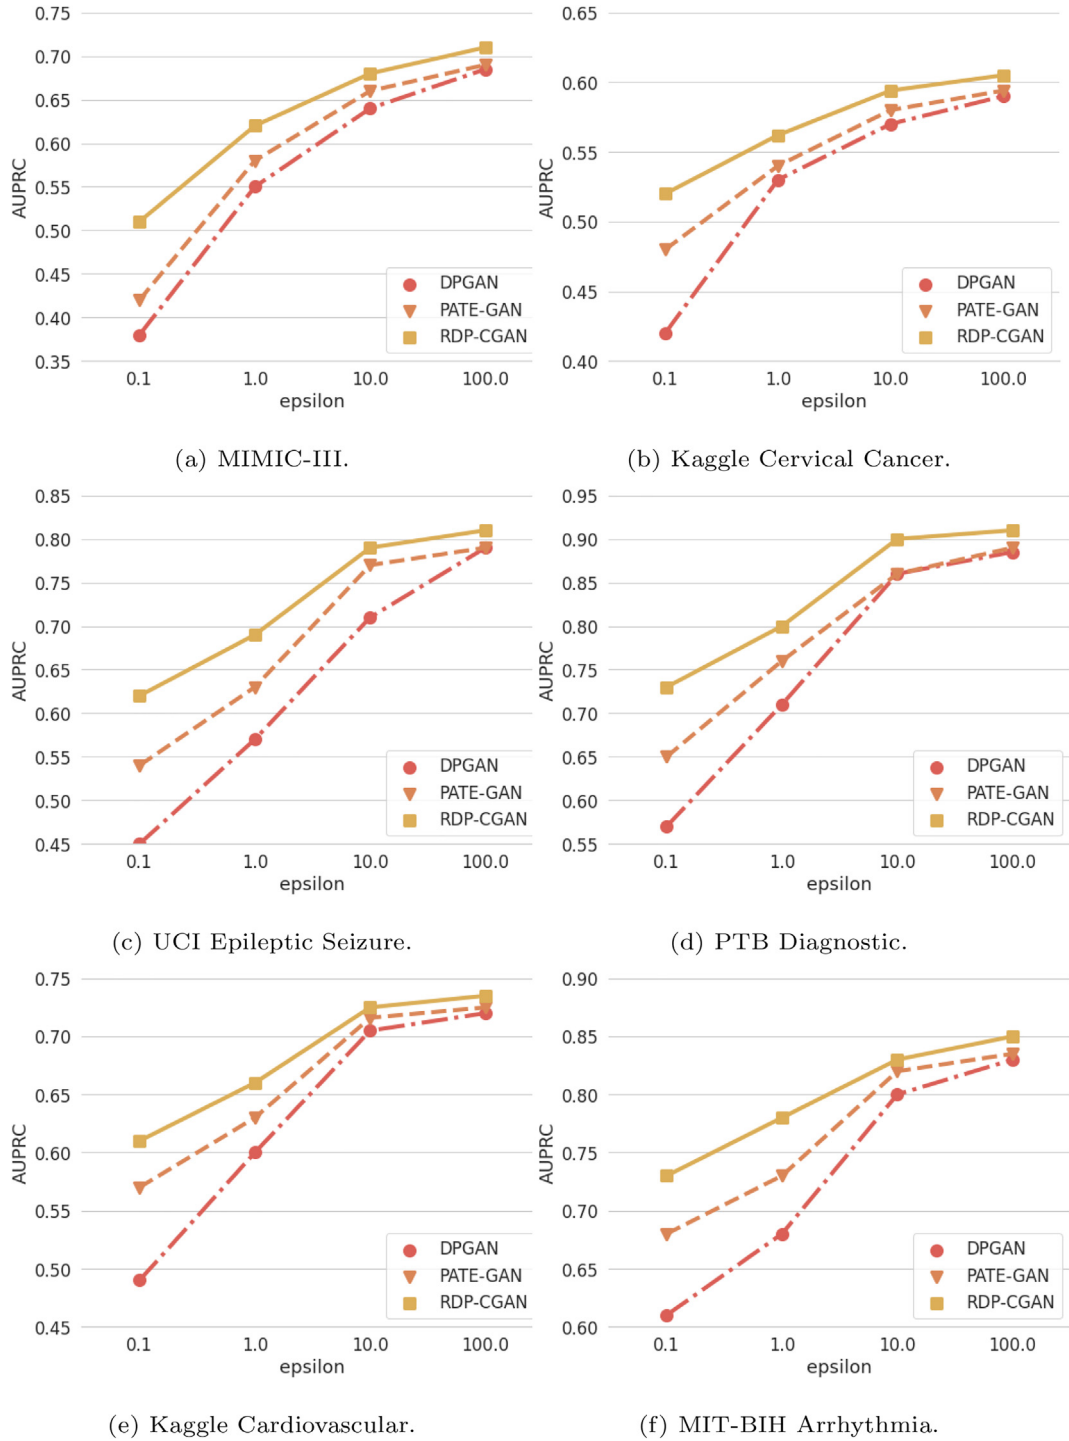 0.75
0.70
0.65
0.60
0.55
0.50
0.45
0.40
0.35
AUPRC
0.1 1.0 10.0 100.0
epsilon
DPGAN
PATE-GAN
RDP-CGAN
(a) MIMIC-III.
0.65
0.60
0.55
0.50
0.45
0.40
AUPRC
0.1 1.0 10.0 100.0
epsilon
DPGAN
PATE-GAN
RDP-CGAN
(b) Kaggle Cervical Cancer.
0.85
0.80
0.75
0.70
0.65
0.60
0.55
0.50
0.45
AUPRC
0.1 1.0 10.0 100.0
epsilon
DPGAN
PATE-GAN
RDP-CGAN
(c) UCI Epileptic Seizure.
0.95
0.90
0.85
0.80
0.75
0.70
0.65
0.60
0.55
AUPRC
0.1 1.0 10.0 100.0
epsilon
DPGAN
PATE-GAN
RDP-CGAN
(d) PTB Diagnostic.
0.75
0.70
0.65
0.60
0.55
0.50
0.45
AUPRC
0.1 1.0 10.0 100.0
epsilon
DPGAN
PATE-GAN
RDP-CGAN
(e) Kaggle Cardiovascular.
0.90
0.85
0.80
0.75
0.70
0.65
0.60
AUPRC
0.1 1.0 10.0 100.0
epsilon
DPGAN
PATE-GAN
RDP-CGAN
(f) MIT-BIH Arrhythmia.